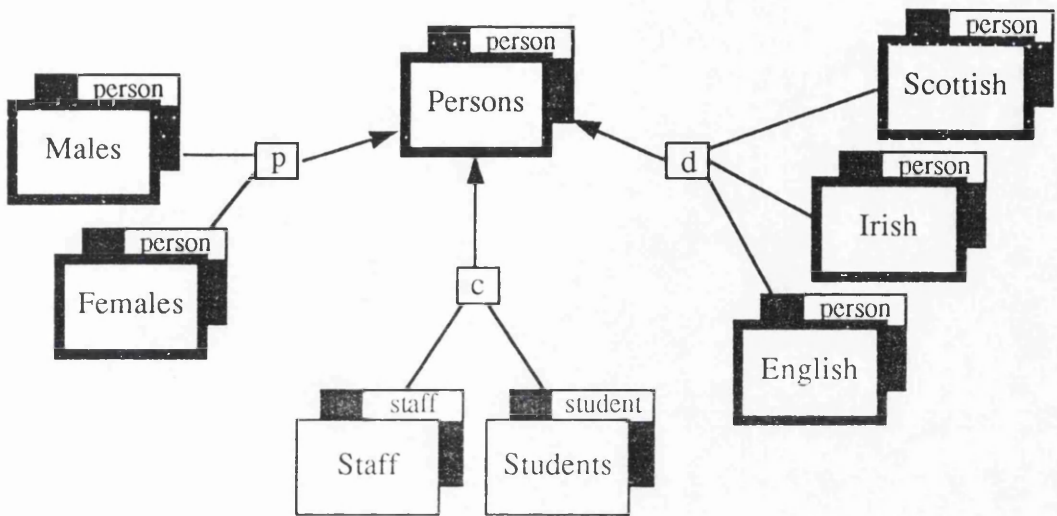 person
Persons
person
Males
person
Females
p
c
staff
Staff
student
Students
d
person
Scottish
person
Irish
person
English